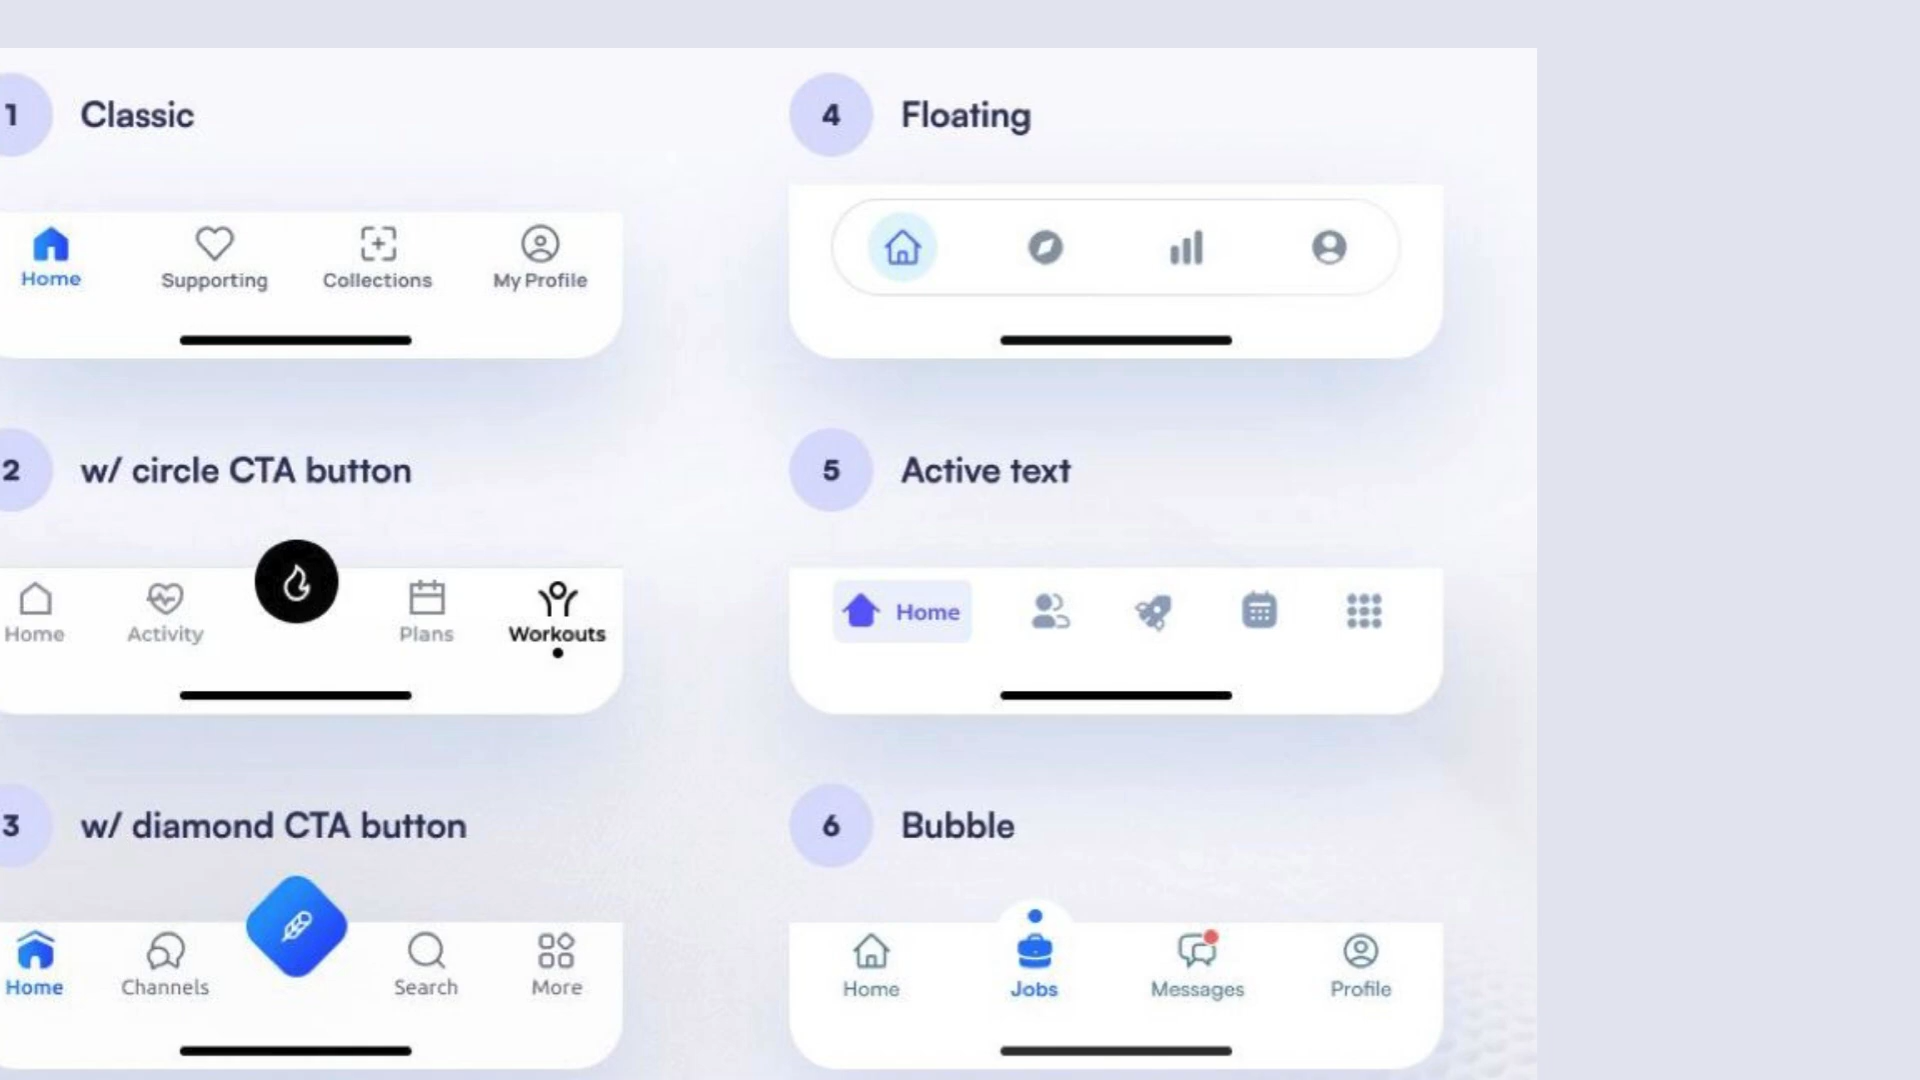 1 Classic
Home Supporting Collections My Profile
2 w/ circle CTA button
Home Activity Plans Workouts
3 w/ diamond CTA button
Home Channels Search More
4 Floating
5 Active text
Home
6 Bubble
Home Jobs Messages Profile